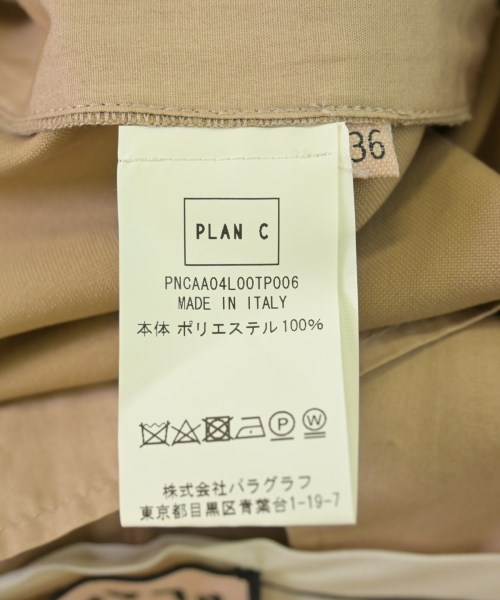 36
PLAN C
PNCAA04L00TP006
MADE IN ITALY
本体 ポリエステル100%
P W
株式会社パラグラフ
東京都目黒区青葉台1-19-7